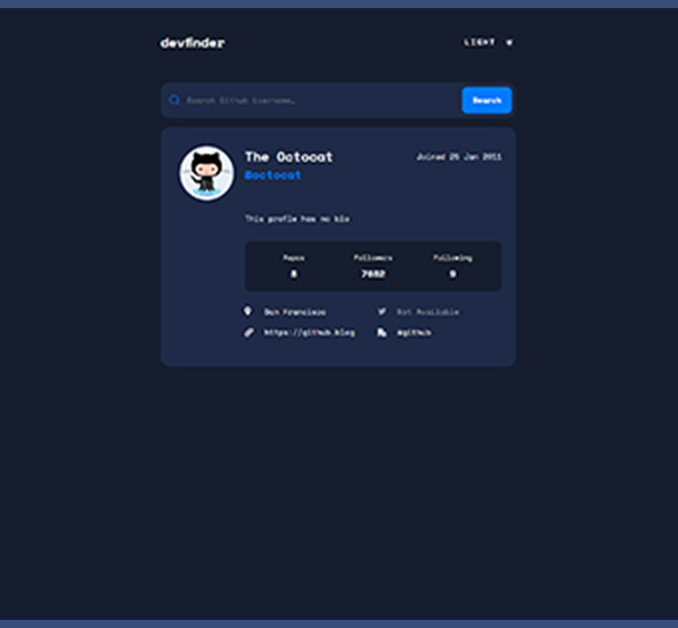 devfinder
LIGHT
Search Github Username…
Search
The Octocat
Joined 25 Jan 2011
@octocat
This profile has no bio
Repos Followers Following
8 7682 9
San Francisco
Not Available
https://github.blog
@github